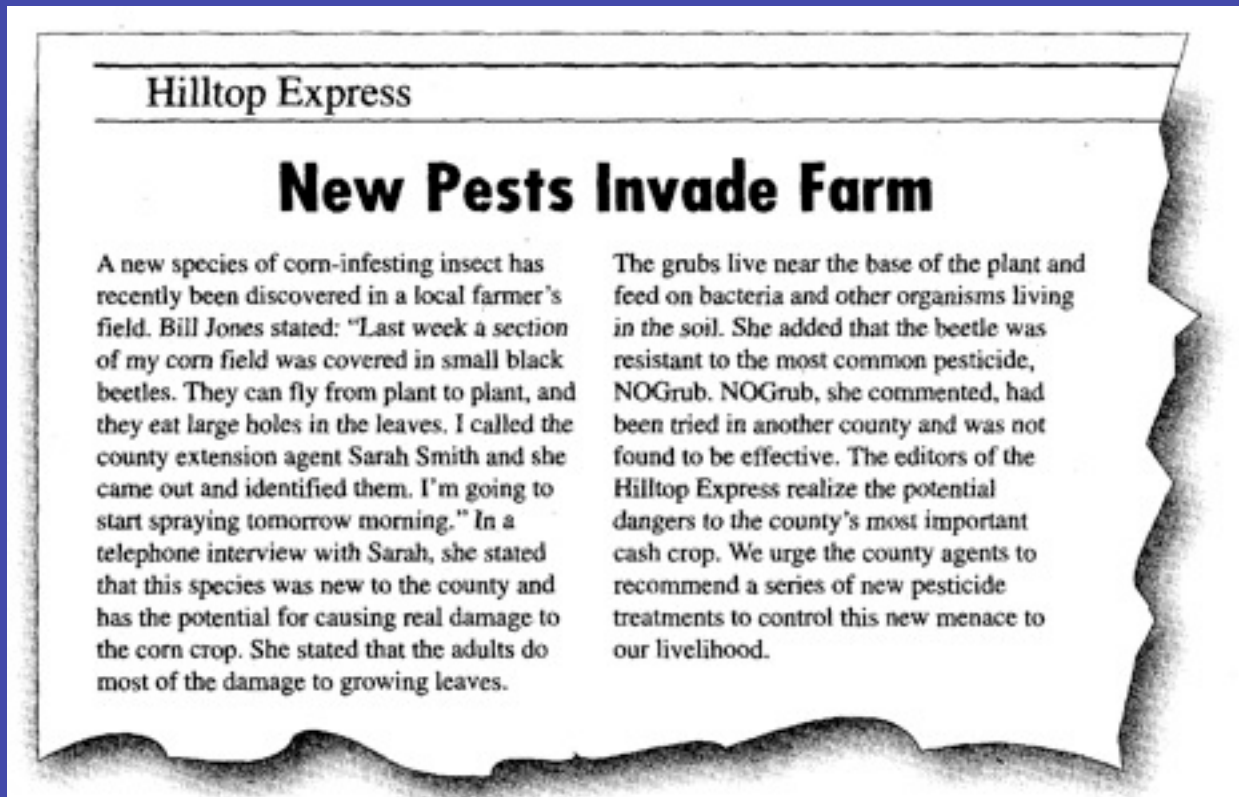 Hilltop Express
New Pests Invade Farm
A new species of corn-infesting insect has
recently been discovered in a local farmer's
field. Bill Jones stated: "Last week a section
of my corn field was covered in small black
beetles. They can fly from plant to plant, and
they eat large holes in the leaves. I called the
county extension agent Sarah Smith and she
came out and identified them. I'm going to
start spraying tomorrow morning." In a
telephone interview with Sarah, she stated
that this species was new to the county and
has the potential for causing real damage to
the corn crop. She stated that the adults do
most of the damage to growing leaves.
The grubs live near the base of the plant and
feed on bacteria and other organisms living
in the soil. She added that the beetle was
resistant to the most common pesticide,
NOGrub. NOGrub, she commented, had
been tried in another county and was not
found to be effective. The editors of the
Hilltop Express realize the potential
dangers to the county's most important
cash crop. We urge the county agents to
recommend a series of new pesticide
treatments to control this new menace to
our livelihood.